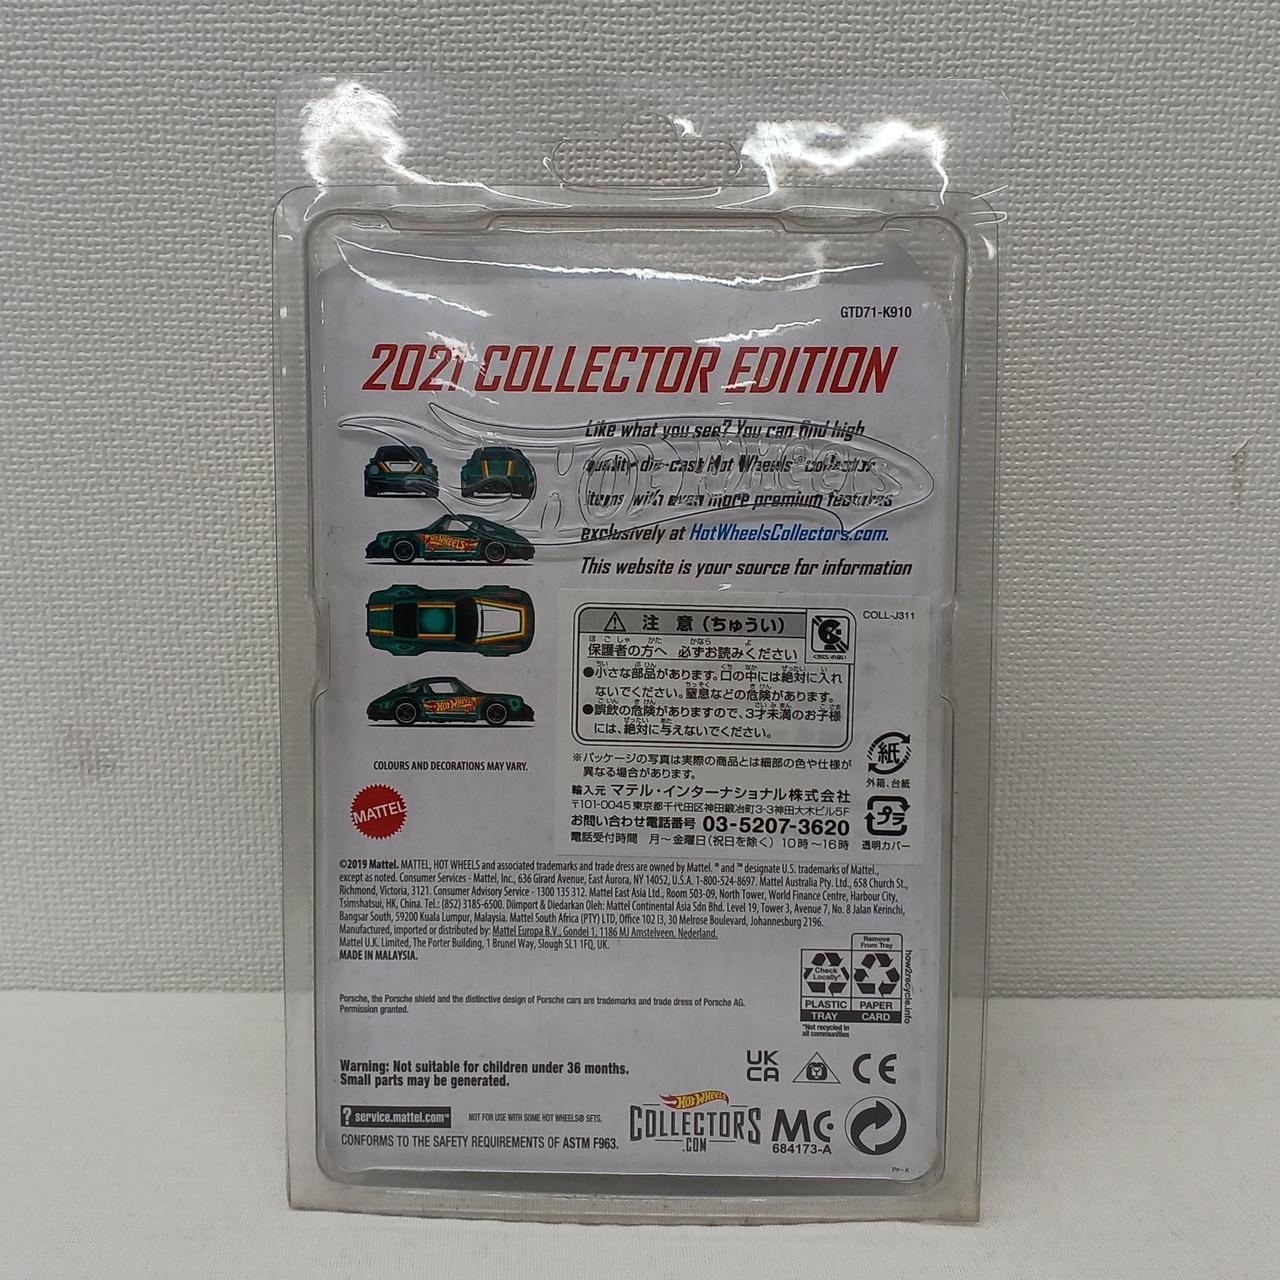 GTD71-K910
2021 COLLECTOR EDITION
Like what you see? You can find high
quality die-cast Hot Wheels® collector
items with even more premium features
exclusively at HotWheelsCollectors.com.
This website is your source for information
HOT WHEELS
HOT WHEELS
HOT WHEELS
COLOURS AND DECORATIONS MAY VARY.
MATTEL
COLL-J311
注 意 (ちゅうい)
保護者の方へ 必ずお読みください
●小さな部品があります。口の中には絶対に入れ
ないでください。窒息などの危険があります。
●誤飲の危険がありますので、3才未満のお子様
には、絶対に与えないでください。
※パッケージの写真は実際の商品とは細部の色や仕様が
異なる場合があります。
輸入元 マテル・インターナショナル株式会社
〒101-0045 東京都千代田区神田鍛冶町3-3神田大木ビル5F
お問い合わせ電話番号 03-5207-3620
電話受付時間 月～金曜日(祝日を除く) 10時～16時
紙
外箱、台紙
プラ
透明カバー
©2019 Mattel. MATTEL, HOT WHEELS and associated trademarks and trade dress are owned by Mattel. ® and ™ designate U.S. trademarks of Mattel,
except as noted. Consumer Services - Mattel, Inc., 636 Girard Avenue, East Aurora, NY 14052, U.S.A. 1-800-524-8697. Mattel Australia Pty. Ltd., 658 Church St.,
Richmond, Victoria, 3121. Consumer Advisory Service - 1300 135 312. Mattel East Asia Ltd., Room 503-09, North Tower, World Finance Centre, Harbour City,
Tsimshatsui, HK, China. Tel.: (852) 3185-6500. Diimport & Diedarkan Oleh: Mattel Continental Asia Sdn Bhd. Level 19, Tower 3, Avenue 7, No. 8 Jalan Kerinchi,
Bangsar South, 59200 Kuala Lumpur, Malaysia. Mattel South Africa (PTY) LTD, Office 102 I3, 30 Melrose Boulevard, Johannesburg 2196.
Manufactured, imported or distributed by: Mattel Europa B.V., Gondel 1, 1186 MJ Amstelveen, Nederland.
Mattel U.K. Limited, The Porter Building, 1 Brunel Way, Slough SL1 1FQ, UK.
MADE IN MALAYSIA.
Remove
From Tray
Check
Locally*
PLASTIC PAPER
TRAY CARD
*Not recycled in
all communities
how2recycle.info
Porsche, the Porsche shield and the distinctive design of Porsche cars are trademarks and trade dress of Porsche AG.
Permission granted.
Warning: Not suitable for children under 36 months.
Small parts may be generated.
UK
CA
CE
? service.mattel.com™
NOT FOR USE WITH SOME HOT WHEELS® SETS.
CONFORMS TO THE SAFETY REQUIREMENTS OF ASTM F963.
HOT WHEELS
COLLECTORS
.COM
MC
684173-A